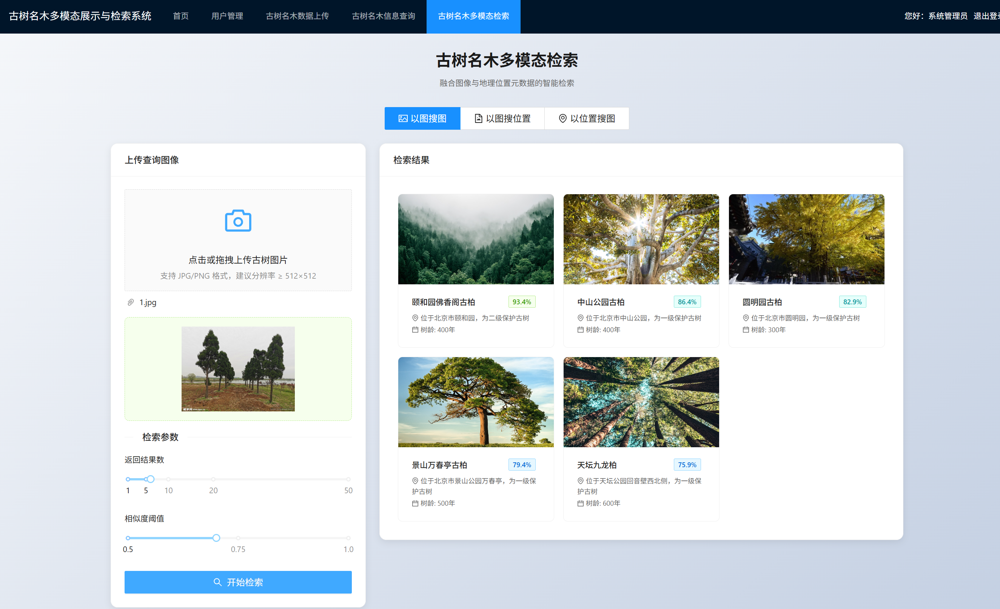 古树名木多模态展示与检索系统 首页 用户管理 古树名木数据上传 古树名木信息查询 古树名木多模态检索 您好：系统管理员 退出登录
古树名木多模态检索
融合图像与地理位置元数据的智能检索
以图搜图 以图搜位置 以位置搜图
上传查询图像
点击或拖拽上传古树图片
支持 JPG/PNG 格式，建议分辨率 ≥ 512×512
1.jpg
检索参数
返回结果数
1 5 10 20 50
相似度阈值
0.5 0.75 1.0
开始检索
检索结果
颐和园佛香阁古柏 93.4%
位于北京市颐和园，为二级保护古树
树龄: 400年
中山公园古柏 86.4%
位于北京市中山公园，为一级保护古树
树龄: 400年
圆明园古柏 82.9%
位于北京市圆明园，为一级保护古树
树龄: 300年
景山万春亭古柏 79.4%
位于北京市景山公园万春亭，为一级保
护古树
树龄: 500年
天坛九龙柏 75.9%
位于天坛公园回音壁西北侧，为一级保
护古树
树龄: 600年